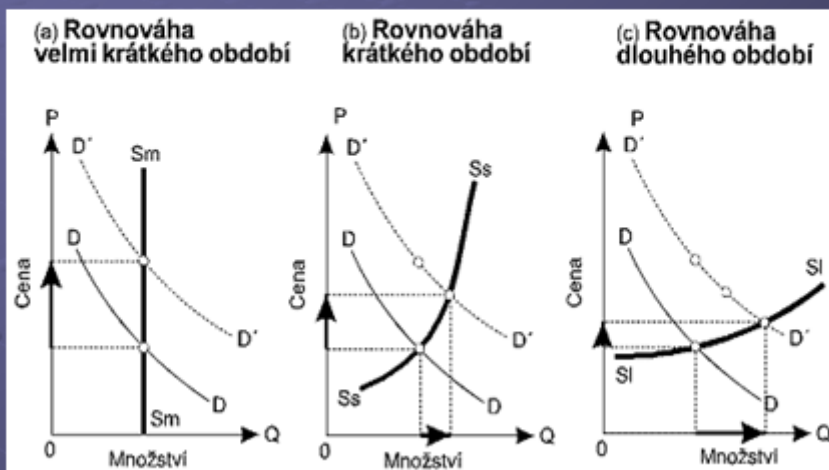 (a) Rovnováha
velmi krátkého období
P
D´
Sm
D
Cena
D´
D
Sm
0
Množství
Q
(b) Rovnováha
krátkého období
P
D´
Ss
D
Cena
D´
Ss
D
0
Množství
Q
(c) Rovnováha
dlouhého období
P
D´
D
Sl
Cena
D´
Sl
D
0
Množství
Q